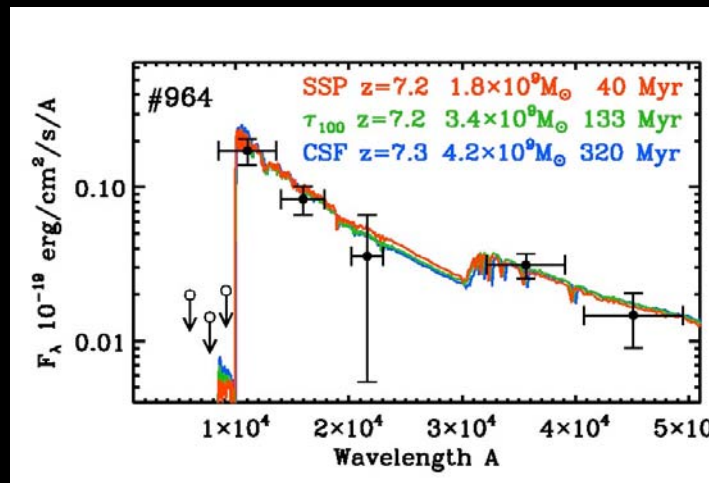 #964
SSP z=7.2 1.8×10⁹M⊙ 40 Myr
τ₁₀₀ z=7.2 3.4×10⁹M⊙ 133 Myr
CSF z=7.3 4.2×10⁹M⊙ 320 Myr
F_λ 10⁻¹⁹ erg/cm²/s/A
0.10
0.01
1×10⁴ 2×10⁴ 3×10⁴ 4×10⁴ 5×10
Wavelength A